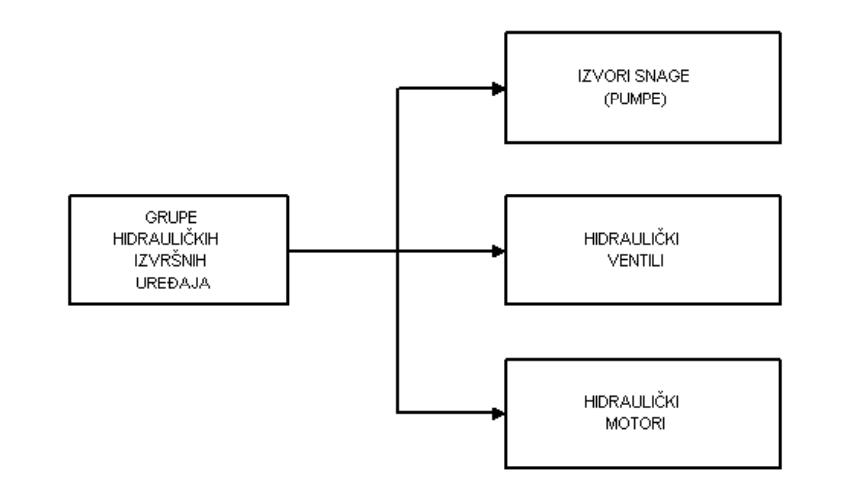 GRUPE
HIDRAULIČKIH
IZVRŠNIH
UREĐAJA
IZVORI SNAGE
(PUMPE)
HIDRAULIČKI
VENTILI
HIDRAULIČKI
MOTORI